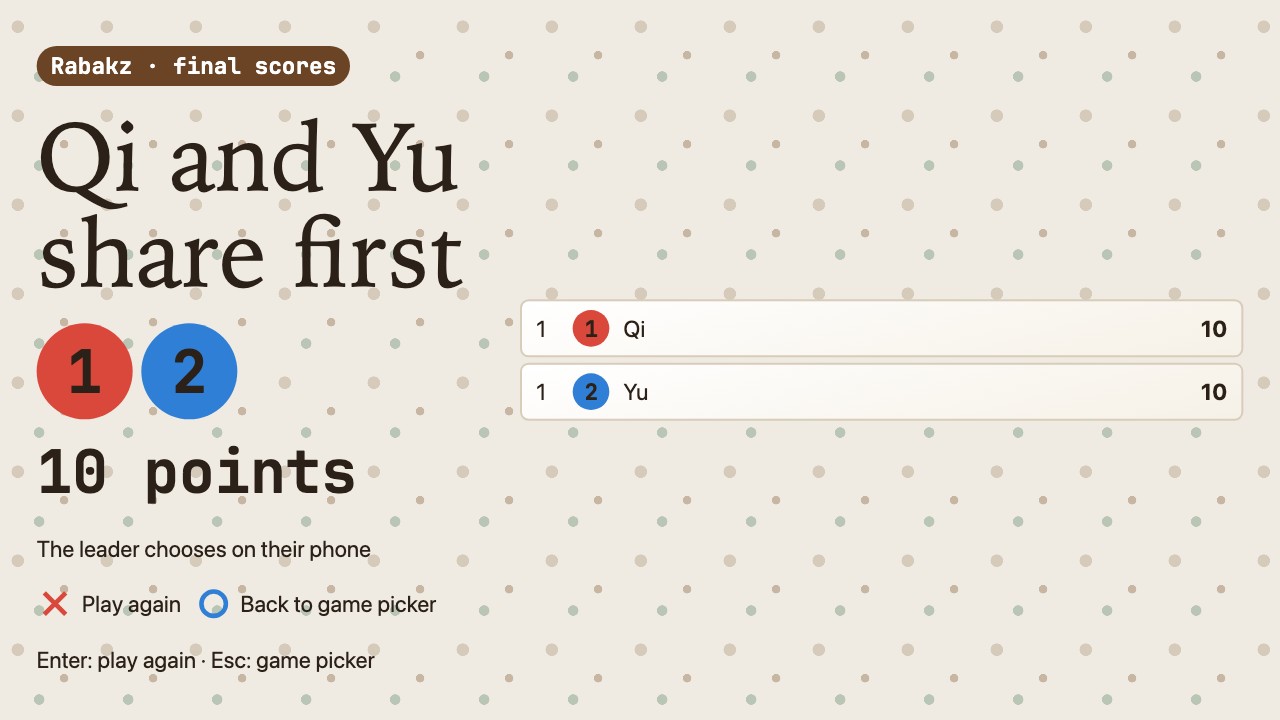 Rabakz · final scores
Qi and Yu
share first
1 2
10 points
The leader chooses on their phone
Play again Back to game picker
Enter: play again · Esc: game picker
1 1 Qi 10
1 2 Yu 10